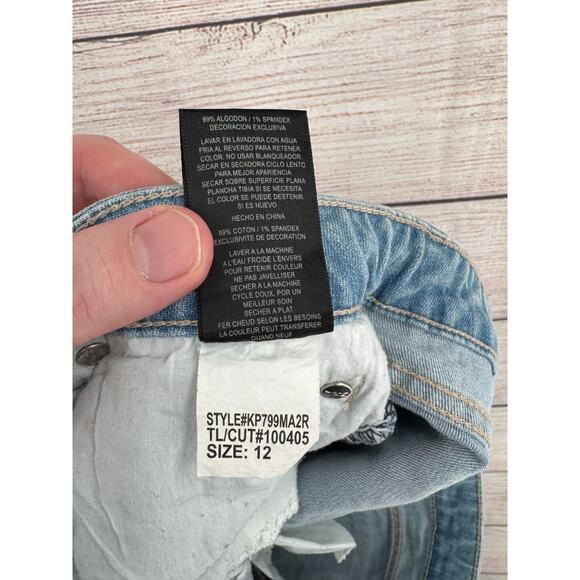 99% ALGODON / 1% SPANDEX
DECORACION EXCLUSIVA
LAVAR EN LAVADORA CON AGUA
FRIA AL REVERSO PARA RETENER
COLOR. NO USAR BLANQUEADOR
SECAR EN SECADORA CICLO LENTO
PARA MEJOR APARIENCIA
SECAR SOBRE SUPERFICIE PLANA
PLANCHA TIBIA SI SE NECESITA
EL COLOR SE PUEDE DESTENIR
SI ES NUEVO
HECHO EN CHINA
99% COTON / 1% SPANDEX
EXCLUSIVITE DE DECORATION
LAVER A LA MACHINE
A L'EAU FROIDE A L'ENVERS
POUR RETENIR COULEUR
NE PAS JAVELLISER
SECHER A LA MACHINE
CYCLE DOUX, POUR UN
MEILLEUR SOIN
SECHER A PLAT
FER CHEUD SELON LES BESOINS
LA COULEUR PEUT TRANSFERER
QUAND NEUF
STYLE#KP799MA2R
TL/CUT#100405
SIZE: 12